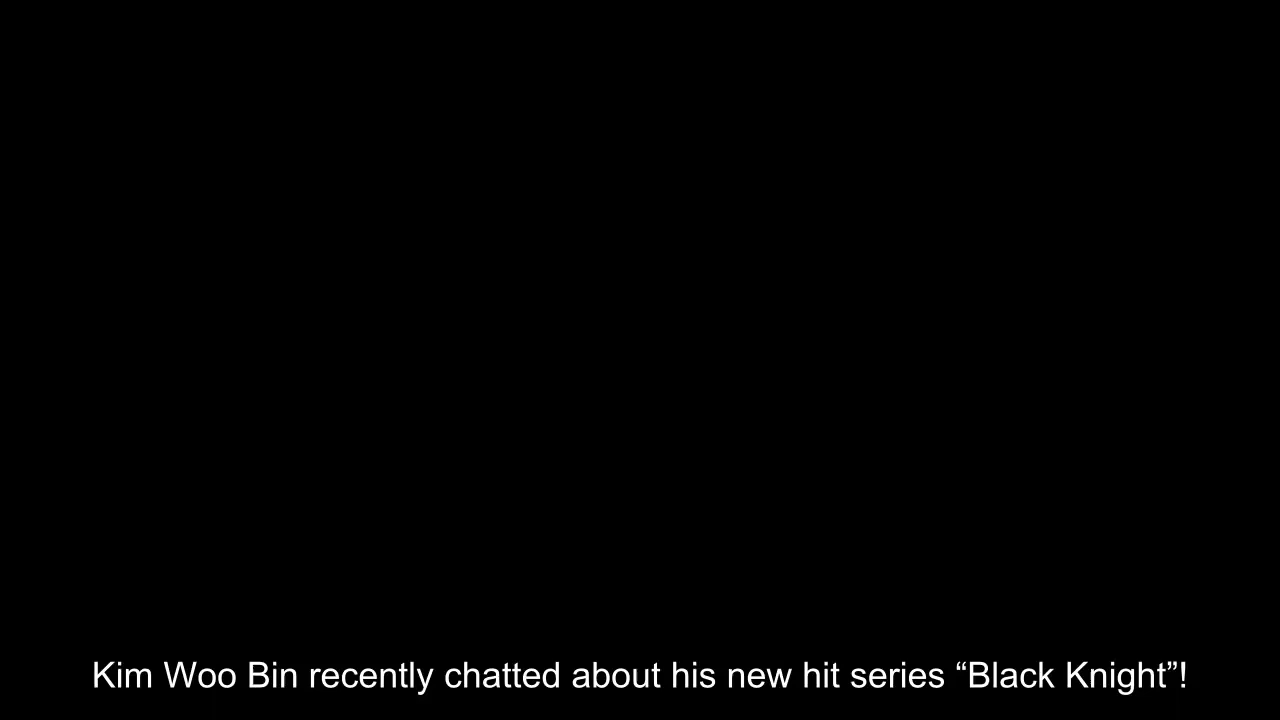 Kim Woo Bin recently chatted about his new hit series “Black Knight”!